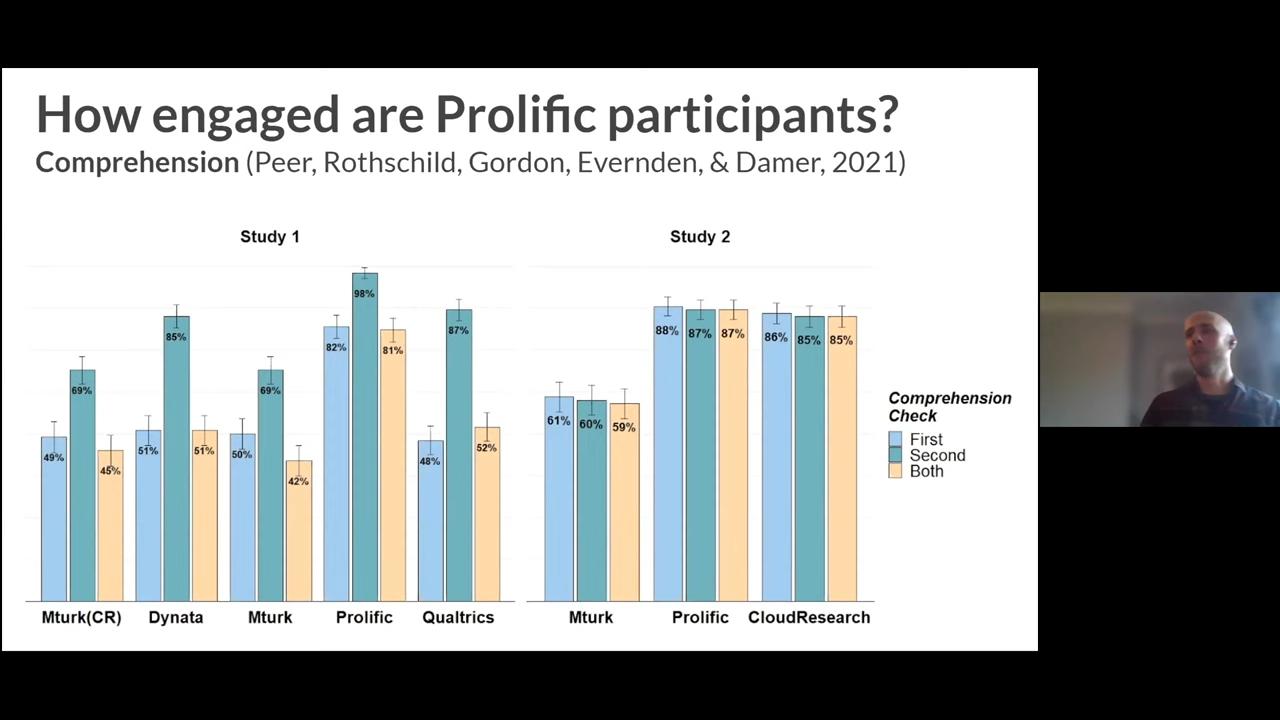 How engaged are Prolific participants?
Comprehension (Peer, Rothschild, Gordon, Evernden, & Damer, 2021)
Study 1
49%
69%
45%
51%
85%
51%
50%
69%
42%
82%
98%
81%
48%
87%
52%
Mturk(CR)
Dynata
Mturk
Prolific
Qualtrics
Study 2
61%
60%
59%
88%
87%
87%
86%
85%
85%
Mturk
Prolific
CloudResearch
Comprehension
Check
First
Second
Both